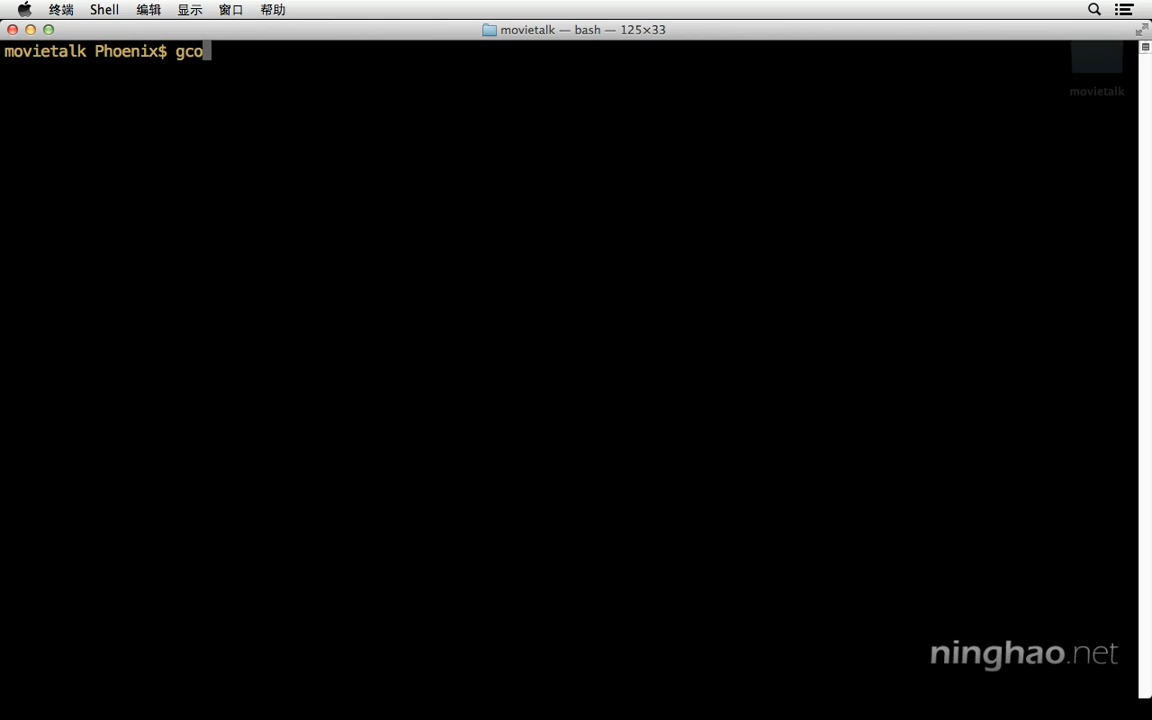 终端 Shell 编辑 显示 窗口 帮助
movietalk — bash — 125×33
movietalk Phoenix$ gco
movietalk
ninghao.net